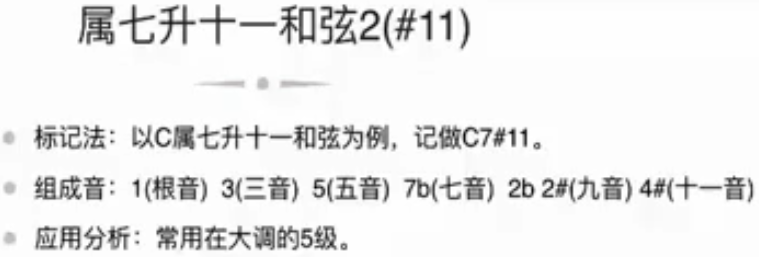 属七升十一和弦2(#11)
标记法：以C属七升十一和弦为例，记做C7#11。
组成音：1(根音) 3(三音) 5(五音) 7b(七音) 2b 2#(九音) 4#(十一音)
应用分析：常用在大调的5级。